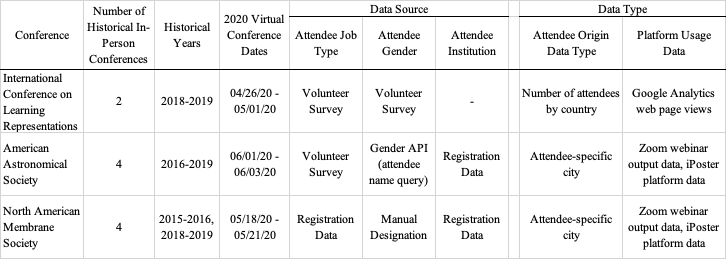 Data Source Data Type
Conference
Number of
Historical In-
Person
Conferences
Historical
Years
2020 Virtual
Conference
Dates
Attendee Job
Type
Attendee
Gender
Attendee
Institution
Attendee Origin
Data Type
Platform Usage
Data
International
Conference on
Learning
Representations
2
2018-2019
04/26/20 -
05/01/20
Volunteer
Survey
Volunteer
Survey
-
Number of attendees
by country
Google Analytics
web page views
American
Astronomical
Society
4
2016-2019
06/01/20 -
06/03/20
Volunteer
Survey
Gender API
(attendee
name query)
Registration
Data
Attendee-specific
city
Zoom webinar
output data, iPoster
platform data
North American
Membrane
Society
4
2015-2016,
2018-2019
05/18/20 -
05/21/20
Registration
Data
Manual
Designation
Registration
Data
Attendee-specific
city
Zoom webinar
output data, iPoster
platform data